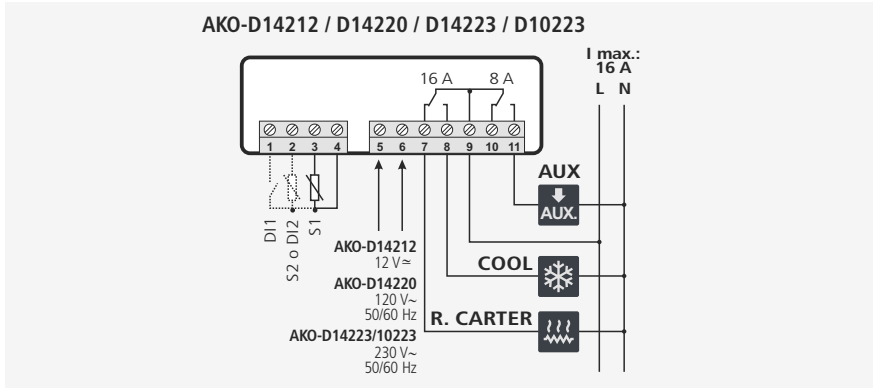 AKO-D14212 / D14220 / D14223 / D10223
I max.:
16 A
L N
16 A 8 A
1 2 3 4 5 6 7 8 9 10 11
DI1
S2 o DI2
S1
AUX
AUX.
AKO-D14212
12 V≂
COOL
AKO-D14220
120 V~
50/60 Hz
R. CARTER
AKO-D14223/10223
230 V~
50/60 Hz